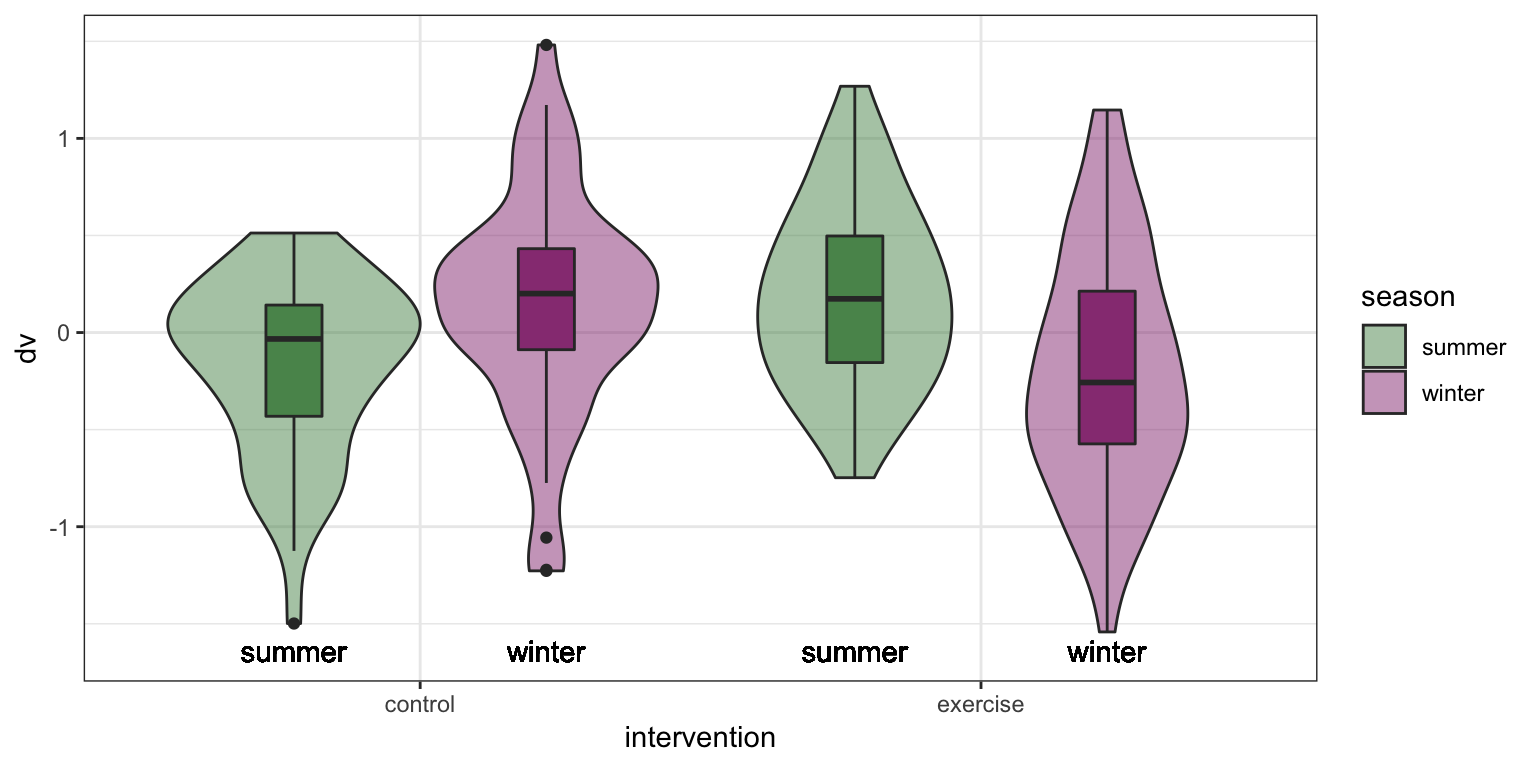 dv
1
0
-1
summer winter summer winter
control exercise
intervention
season
summer
winter